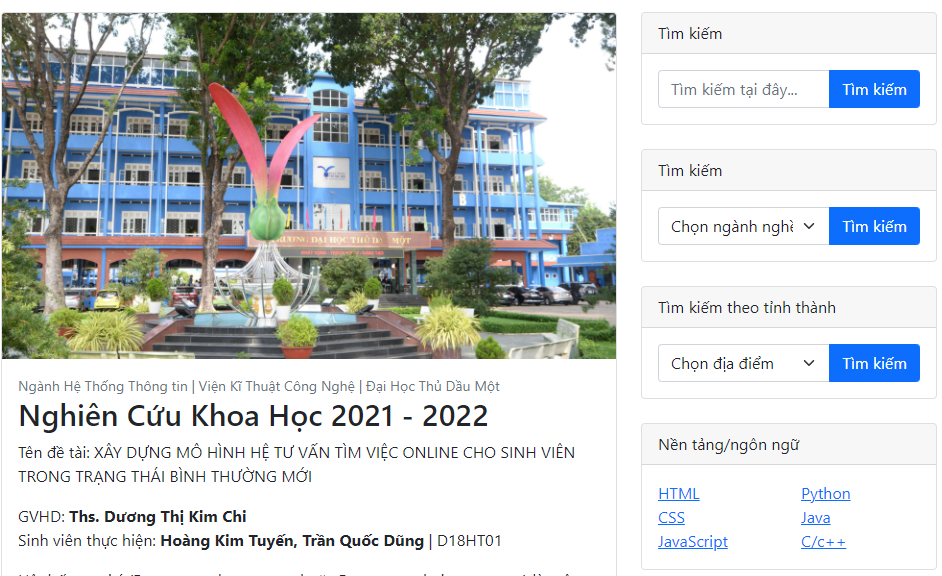 TRƯỜNG ĐẠI HỌC THỦ DẦU MỘT
B
Ngành Hệ Thống Thông tin | Viện Kĩ Thuật Công Nghệ | Đại Học Thủ Dầu Một
Nghiên Cứu Khoa Học 2021 - 2022
Tên đề tài: XÂY DỰNG MÔ HÌNH HỆ TƯ VẤN TÌM VIỆC ONLINE CHO SINH VIÊN
TRONG TRẠNG THÁI BÌNH THƯỜNG MỚI
GVHD: Ths. Dương Thị Kim Chi
Sinh viên thực hiện: Hoàng Kim Tuyến, Trần Quốc Dũng | D18HT01
Tìm kiếm
Tìm kiếm tại đây... Tìm kiếm
Tìm kiếm
Chọn ngành nghề Tìm kiếm
Tìm kiếm theo tỉnh thành
Chọn địa điểm Tìm kiếm
Nền tảng/ngôn ngữ
HTML Python
CSS Java
JavaScript C/c++